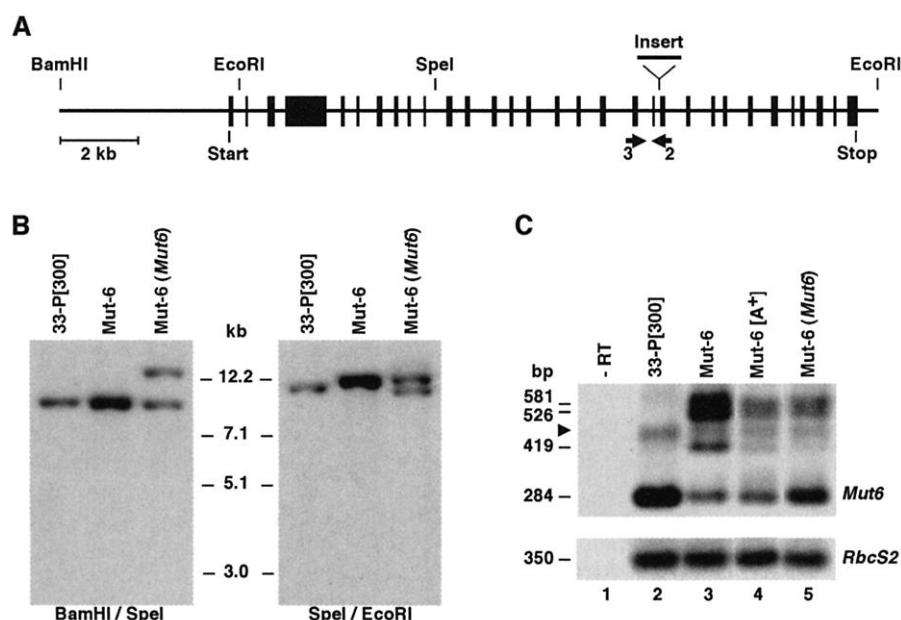 A
BamHI
EcoRI
SpeI
Insert
EcoRI
2 kb
Start
3
2
Stop
B
33-P[300]
Mut-6
Mut-6 (Mut6)
kb
33-P[300]
Mut-6
Mut-6 (Mut6)
– 12.2 –
– 7.1 –
– 5.1 –
– 3.0 –
BamHI / SpeI
SpeI / EcoRI
C
- RT
33-P[300]
Mut-6
Mut-6 [A+]
Mut-6 (Mut6)
bp
581 –
526 –
419 –
284 –
Mut6
350 –
RbcS2
1 2 3 4 5